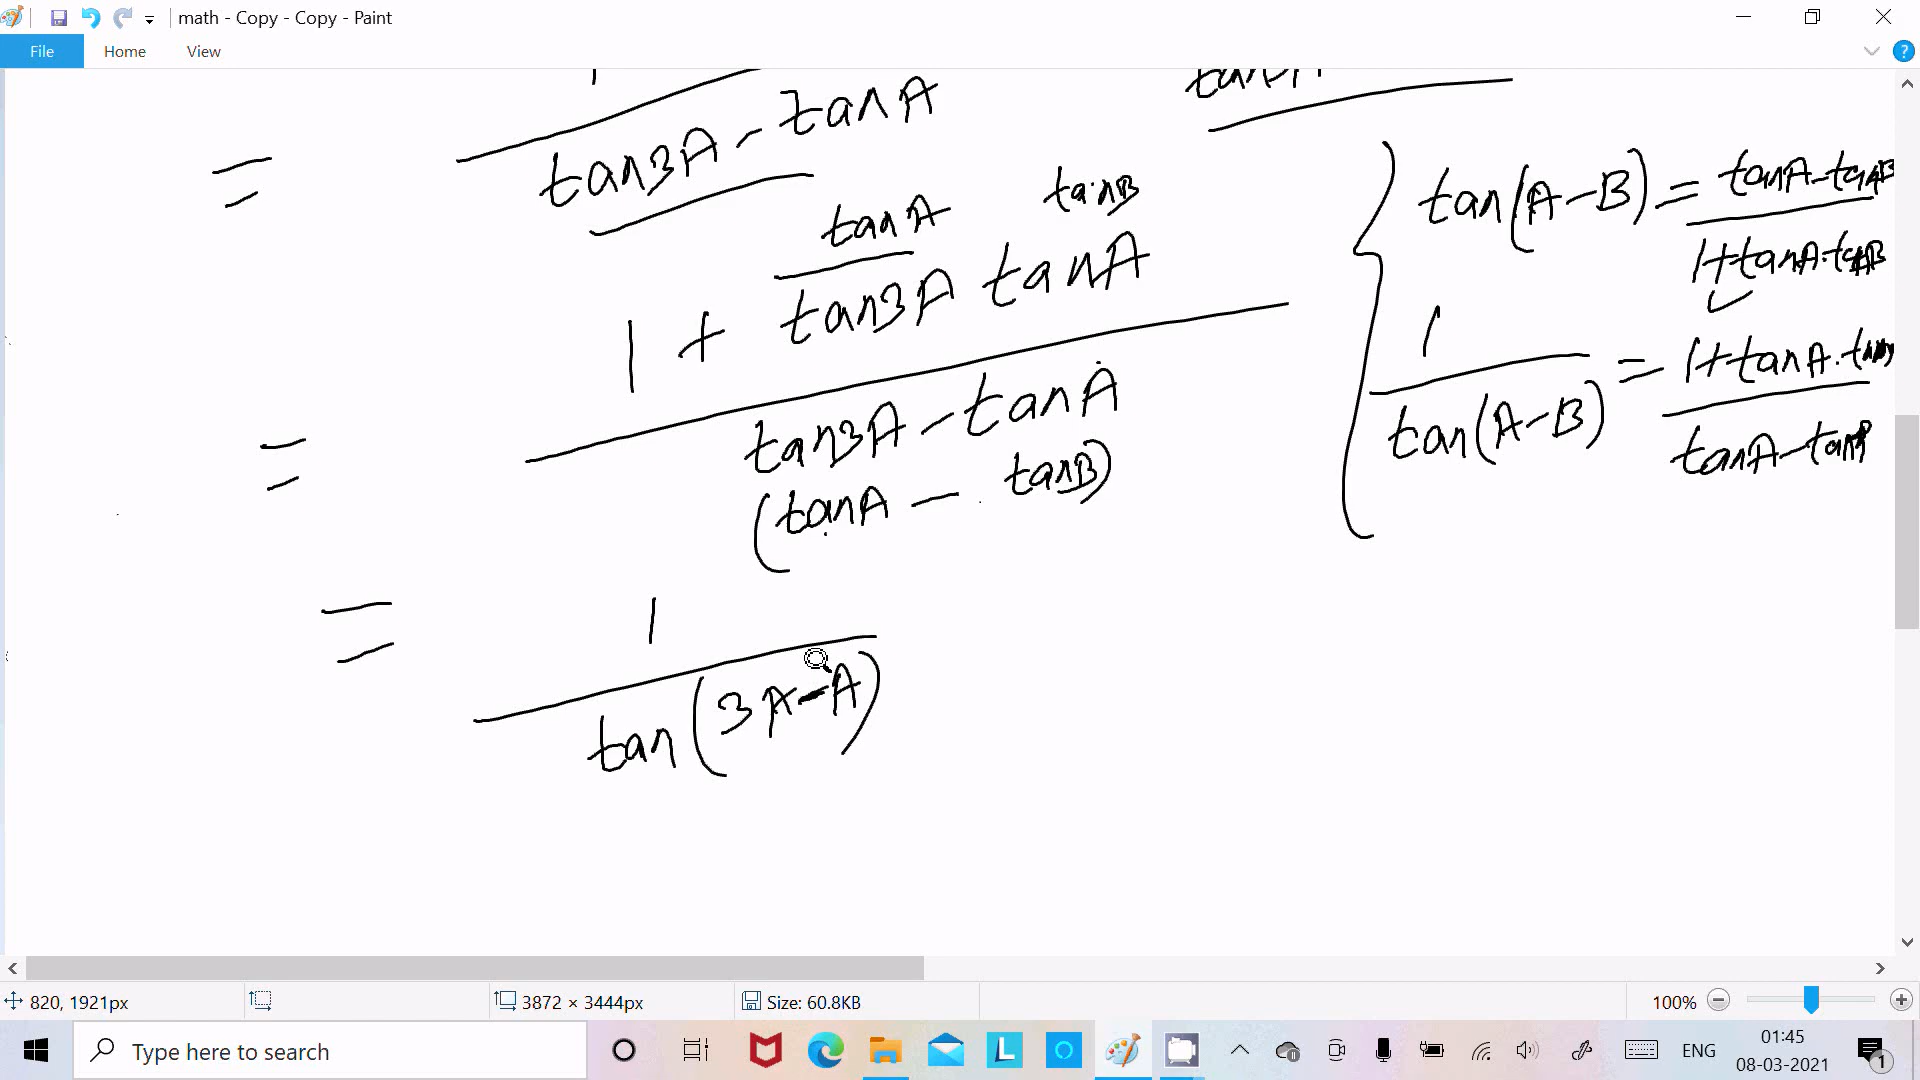 math - Copy - Copy - Paint
File Home View
= 1 / (tan3A - tanA)
tanA tanB
= (1 + tan3A tanA) / (tan3A - tanA)
(tanA - tanB)
= 1 / tan(3A-A)
tan(A-B) = (tanA-tanB) / (1+tanA.tanB)
1 / tan(A-B) = (1+tanA.tanB) / (tanA-tanB)
820, 1921px
3872 × 3444px
Size: 60.8KB
100%
Type here to search
L
ENG
01:45
08-03-2021
1